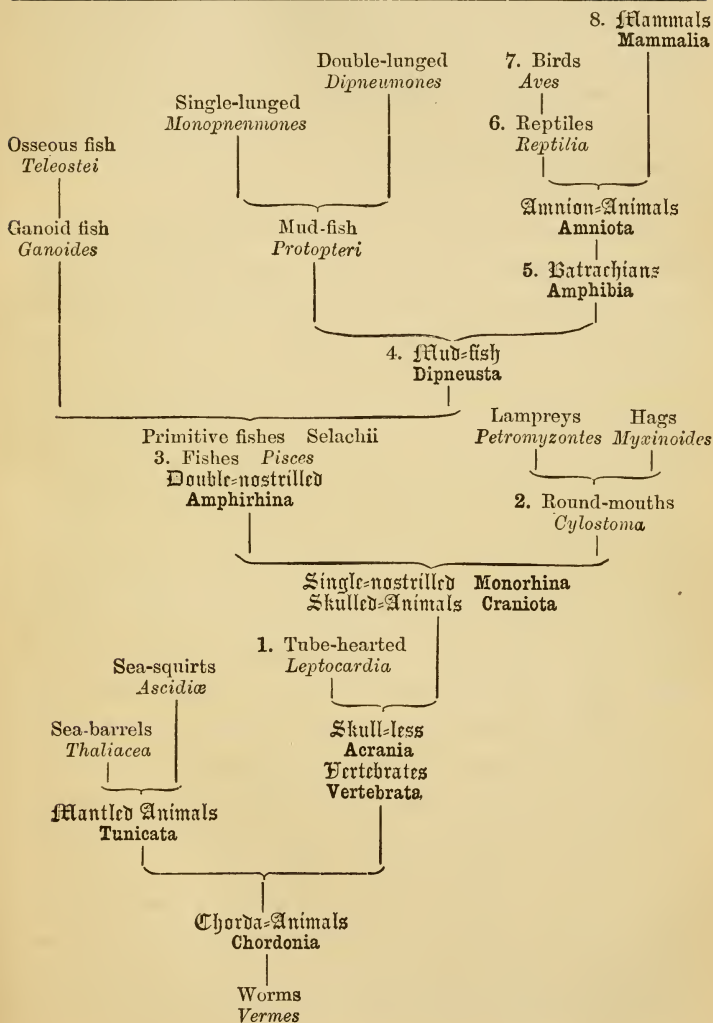 8. Mammals
Mammalia
Double-lunged
Dipneumones
7. Birds
Aves
Single-lunged
Monopnenmones
6. Reptiles
Reptilia
Osseous fish
Teleostei
Amnion-Animals
Amniota
Ganoid fish
Ganoides
Mud-fish
Protopteri
5. Batrachians
Amphibia
4. Mud-fish
Dipneusta
Lampreys
Petromyzontes
Hags
Myxinoides
Primitive fishes Selachii
3. Fishes Pisces
Double-nostrilled
Amphirhina
2. Round-mouths
Cylostoma
Single-nostrilled Monorhina
Skulled-Animals Craniota
1. Tube-hearted
Leptocardia
Sea-squirts
Ascidiæ
Sea-barrels
Thaliacea
Skull-less
Acrania
Vertebrates
Vertebrata
Mantled Animals
Tunicata
Chorda-Animals
Chordonia
Worms
Vermes